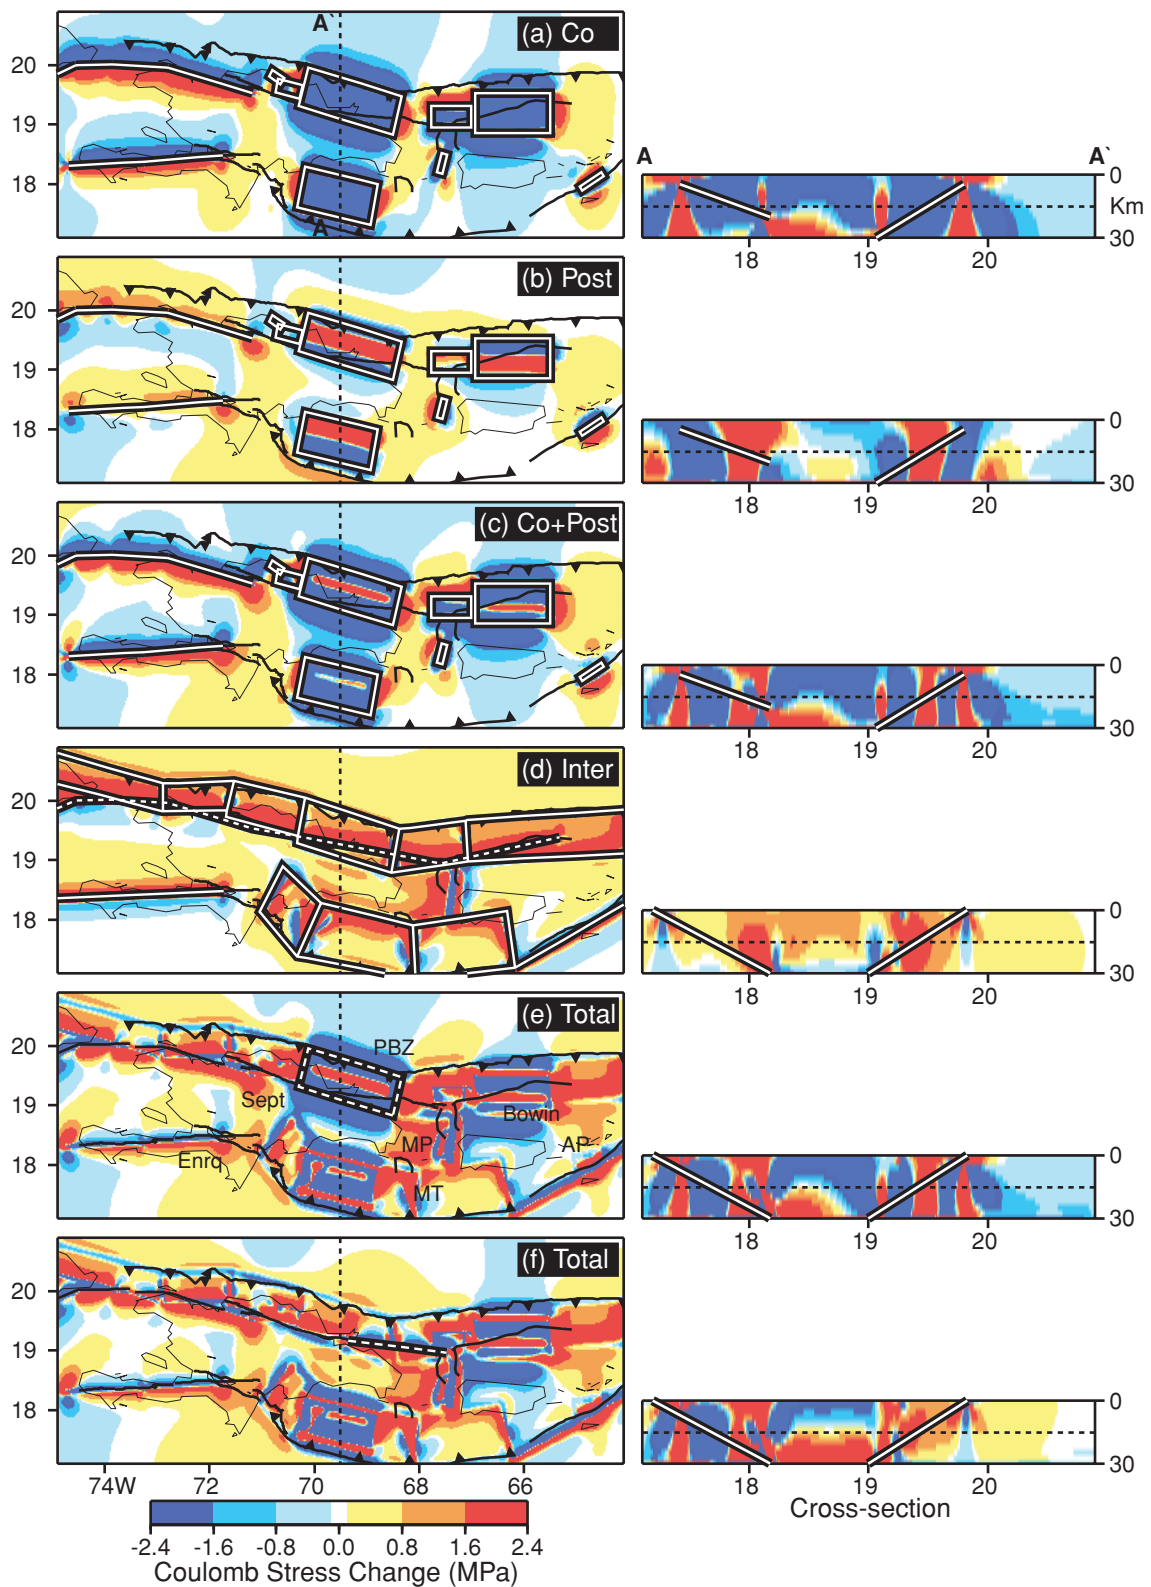 A`
(a) Co
20
19
18
A
A
A`
0
Km
30
18
19
20
(b) Post
20
19
18
0
30
18
19
20
(c) Co+Post
20
19
18
0
30
18
19
20
(d) Inter
20
19
18
0
30
18
19
20
(e) Total
20
19
18
PBZ
Sept
Bowin
MP
AP
Enrq
MT
0
30
18
19
20
(f) Total
20
19
18
0
30
18
19
20
Cross-section
74W
72
70
68
66
-2.4
-1.6
-0.8
0.0
0.8
1.6
2.4
Coulomb Stress Change (MPa)